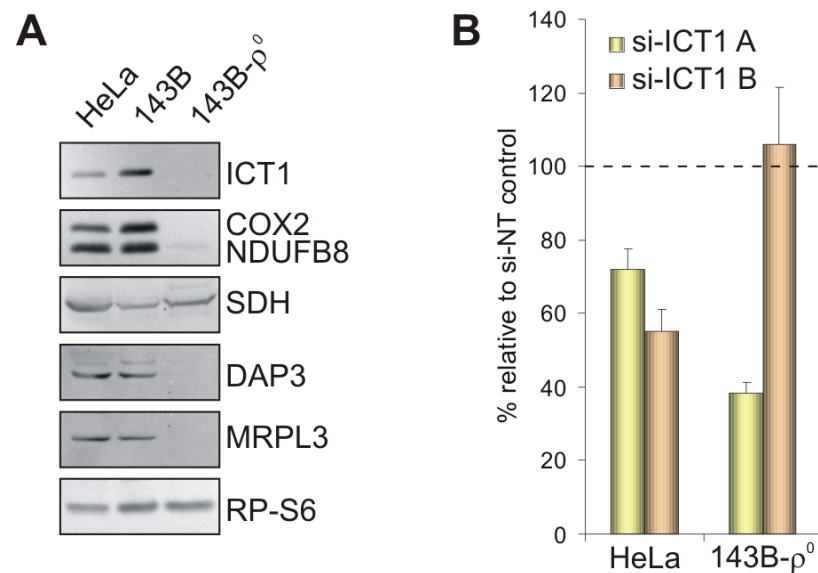 A
HeLa
143B
143B-ρ⁰
ICT1
COX2
NDUFB8
SDH
DAP3
MRPL3
RP-S6
B
% relative to si-NT control
140
120
100
80
60
40
20
0
si-ICT1 A
si-ICT1 B
HeLa
143B-ρ⁰